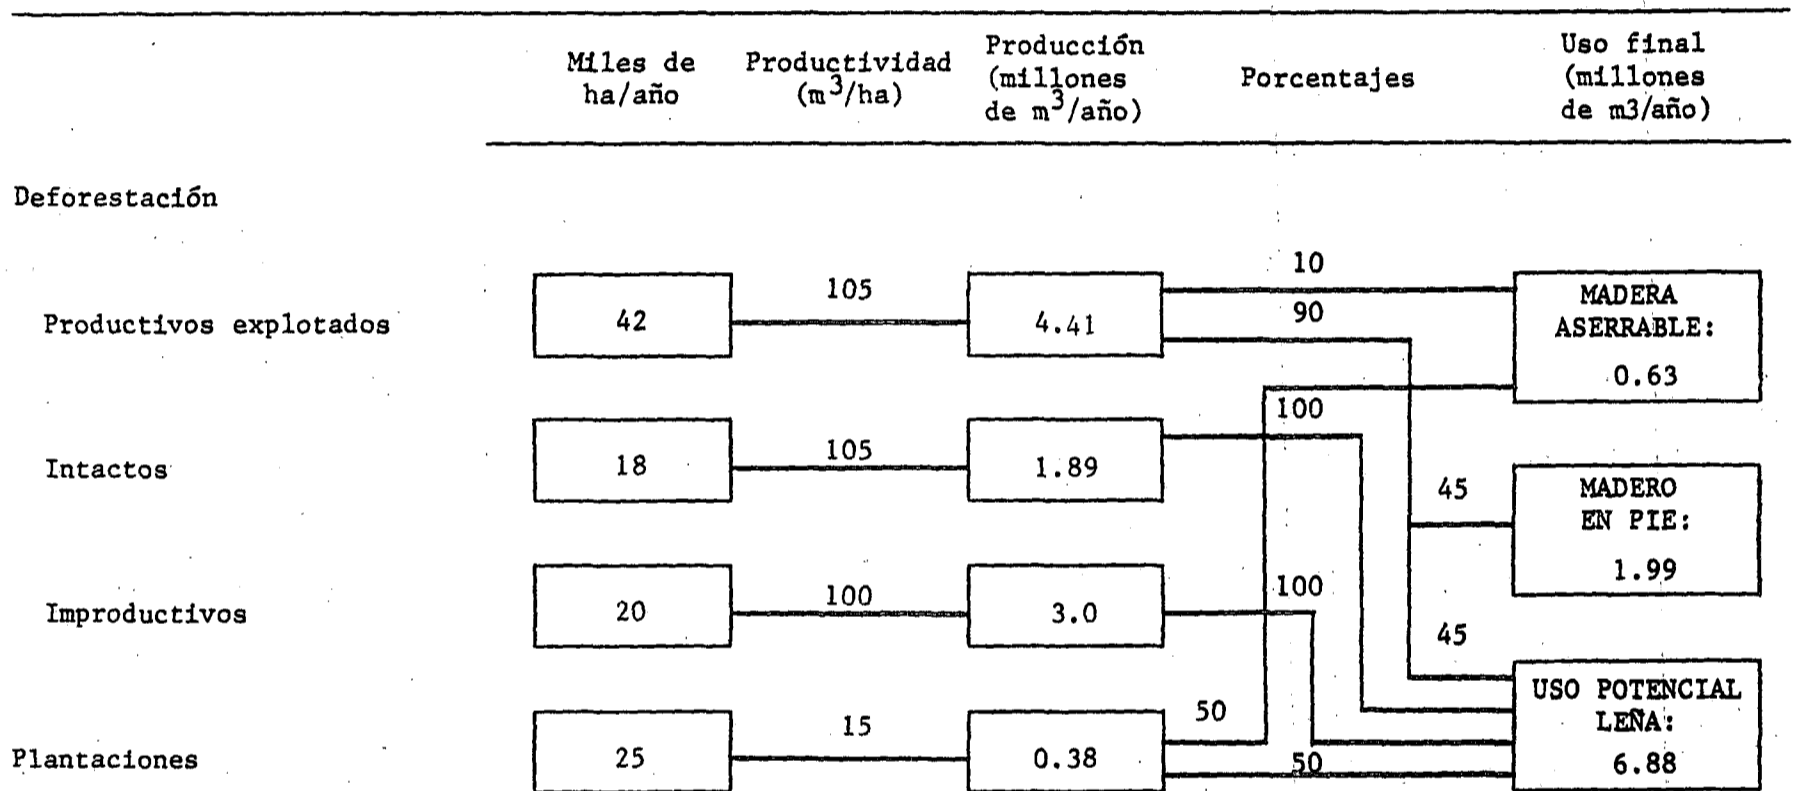 Miles de
ha/año
Productividad
(m3/ha)
Producción
(millones
de m3/año)
Porcentajes
Uso final
(millones
de m3/año)
Deforestación
Productivos explotados
42
105
4.41
10
90
MADERA
ASERRABLE:
0.63
Intactos
18
105
1.89
100
45
MADERO
EN PIE:
1.99
Improductivos
20
100
3.0
100
45
Plantaciones
25
15
0.38
50
50
USO POTENCIAL
LEÑA:
6.88